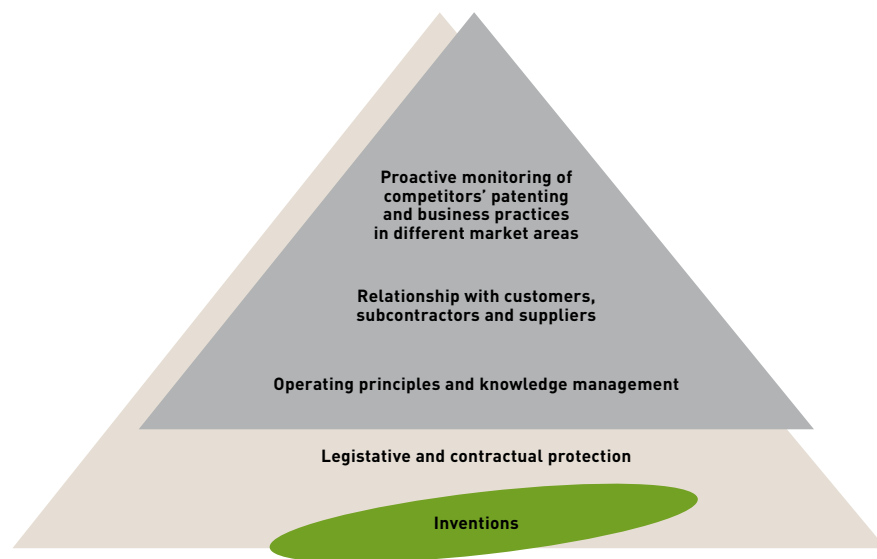 Proactive monitoring of
competitors’ patenting
and business practices
in different market areas
Relationship with customers,
subcontractors and suppliers
Operating principles and knowledge management
Legistative and contractual protection
Inventions